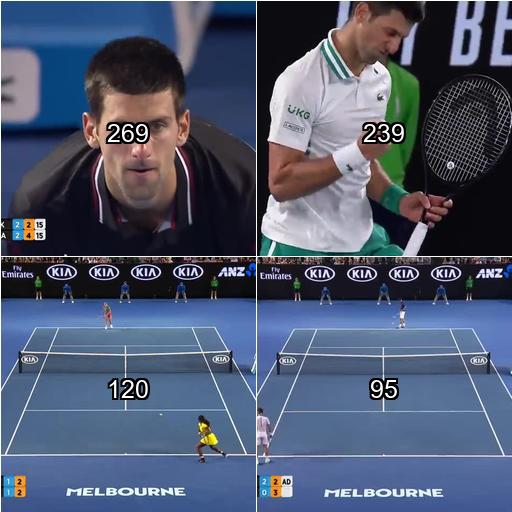 269
K 2 2 15
A 2 4 15
BE
UKG
LACOSTE
239
Fly
Emirates
KIA KIA KIA KIA
ANZ
KIA KIA
120
1 2
1 2
MELBOURNE
Fly
Emirates
KIA KIA KIA KIA
ANZ
KIA KIA
95
2 2 AD
0 3
MELBOURNE